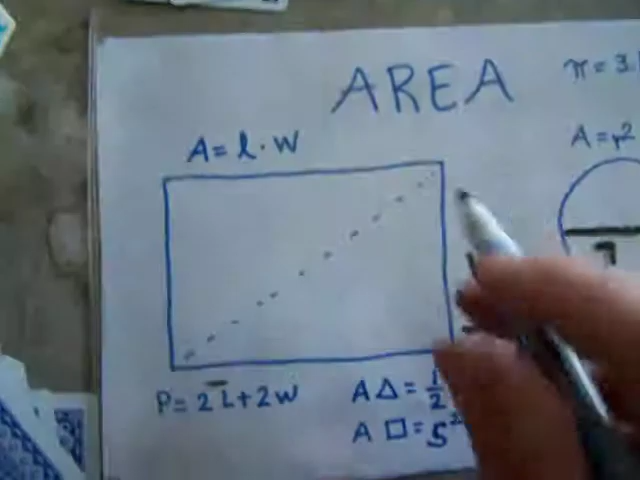 AREA
π = 3.
A = l · W
A = r²
P = 2L + 2W
A △ = 1/2
A □ = S²